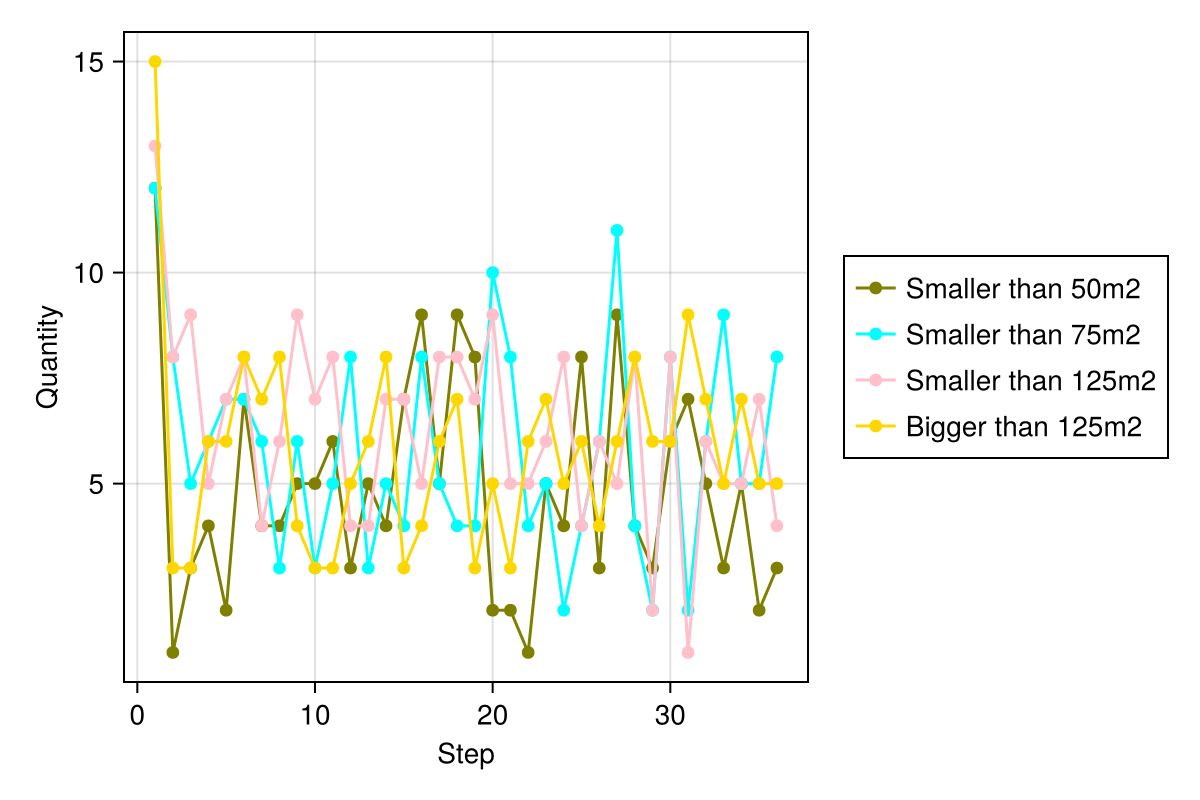 15
10
5
Quantity
0 10 20 30
Step
Smaller than 50m2
Smaller than 75m2
Smaller than 125m2
Bigger than 125m2